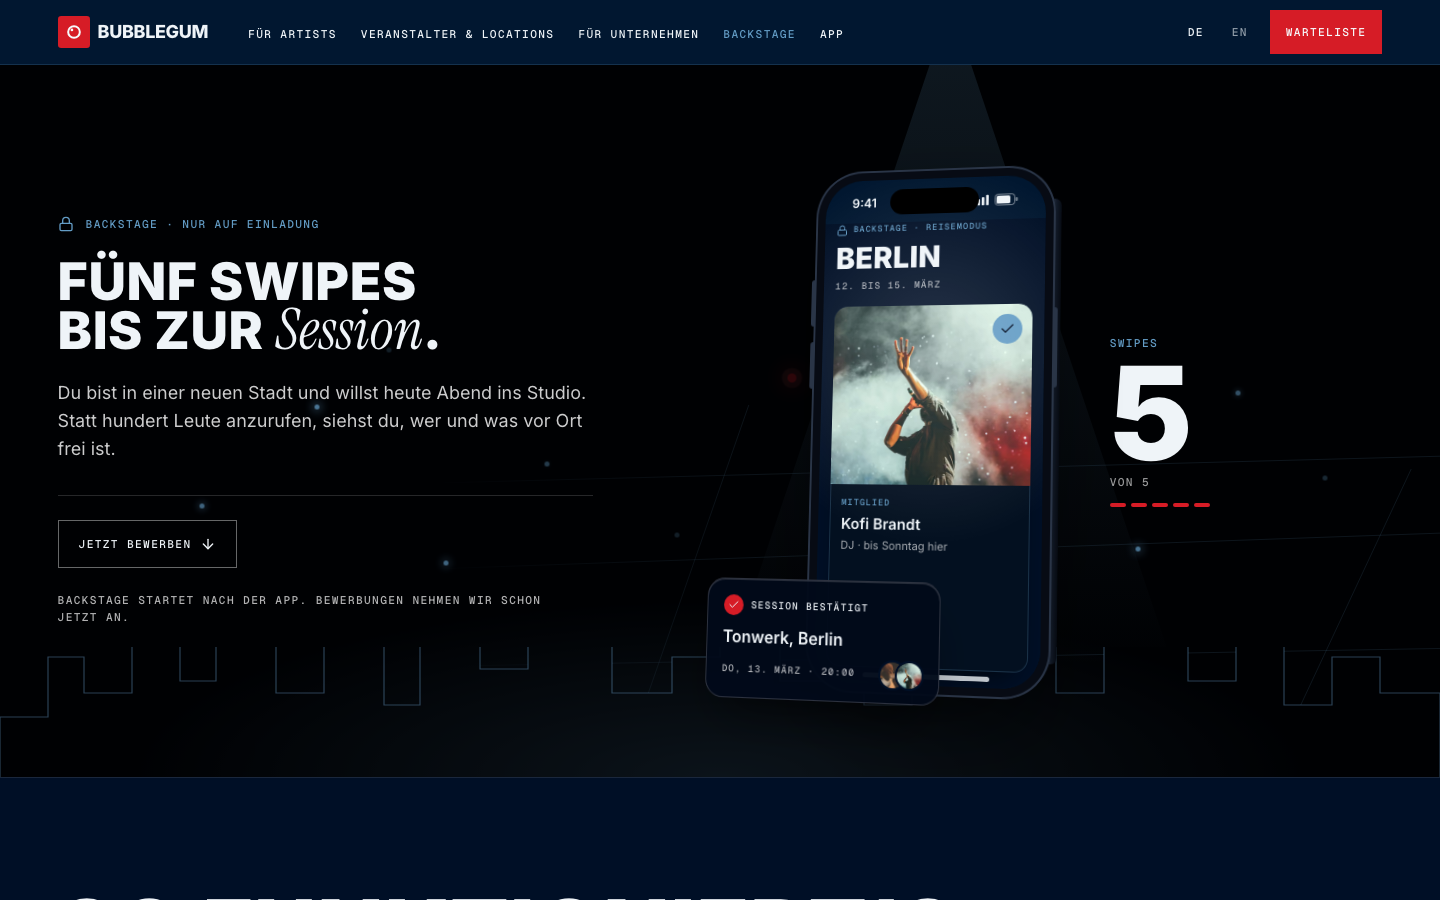 BUBBLEGUM
FÜR ARTISTS
VERANSTALTER & LOCATIONS
FÜR UNTERNEHMEN
BACKSTAGE
APP
DE
EN
WARTELISTE
BACKSTAGE · NUR AUF EINLADUNG
FÜNF SWIPES
BIS ZUR Session.
Du bist in einer neuen Stadt und willst heute Abend ins Studio.
Statt hundert Leute anzurufen, siehst du, wer und was vor Ort
frei ist.
JETZT BEWERBEN
BACKSTAGE STARTET NACH DER APP. BEWERBUNGEN NEHMEN WIR SCHON
JETZT AN.
9:41
BACKSTAGE · REISEMODUS
BERLIN
12. BIS 15. MÄRZ
MITGLIED
Kofi Brandt
DJ · bis Sonntag hier
SESSION BESTÄTIGT
Tonwerk, Berlin
DO, 13. MÄRZ · 20:00
SWIPES
5
VON 5